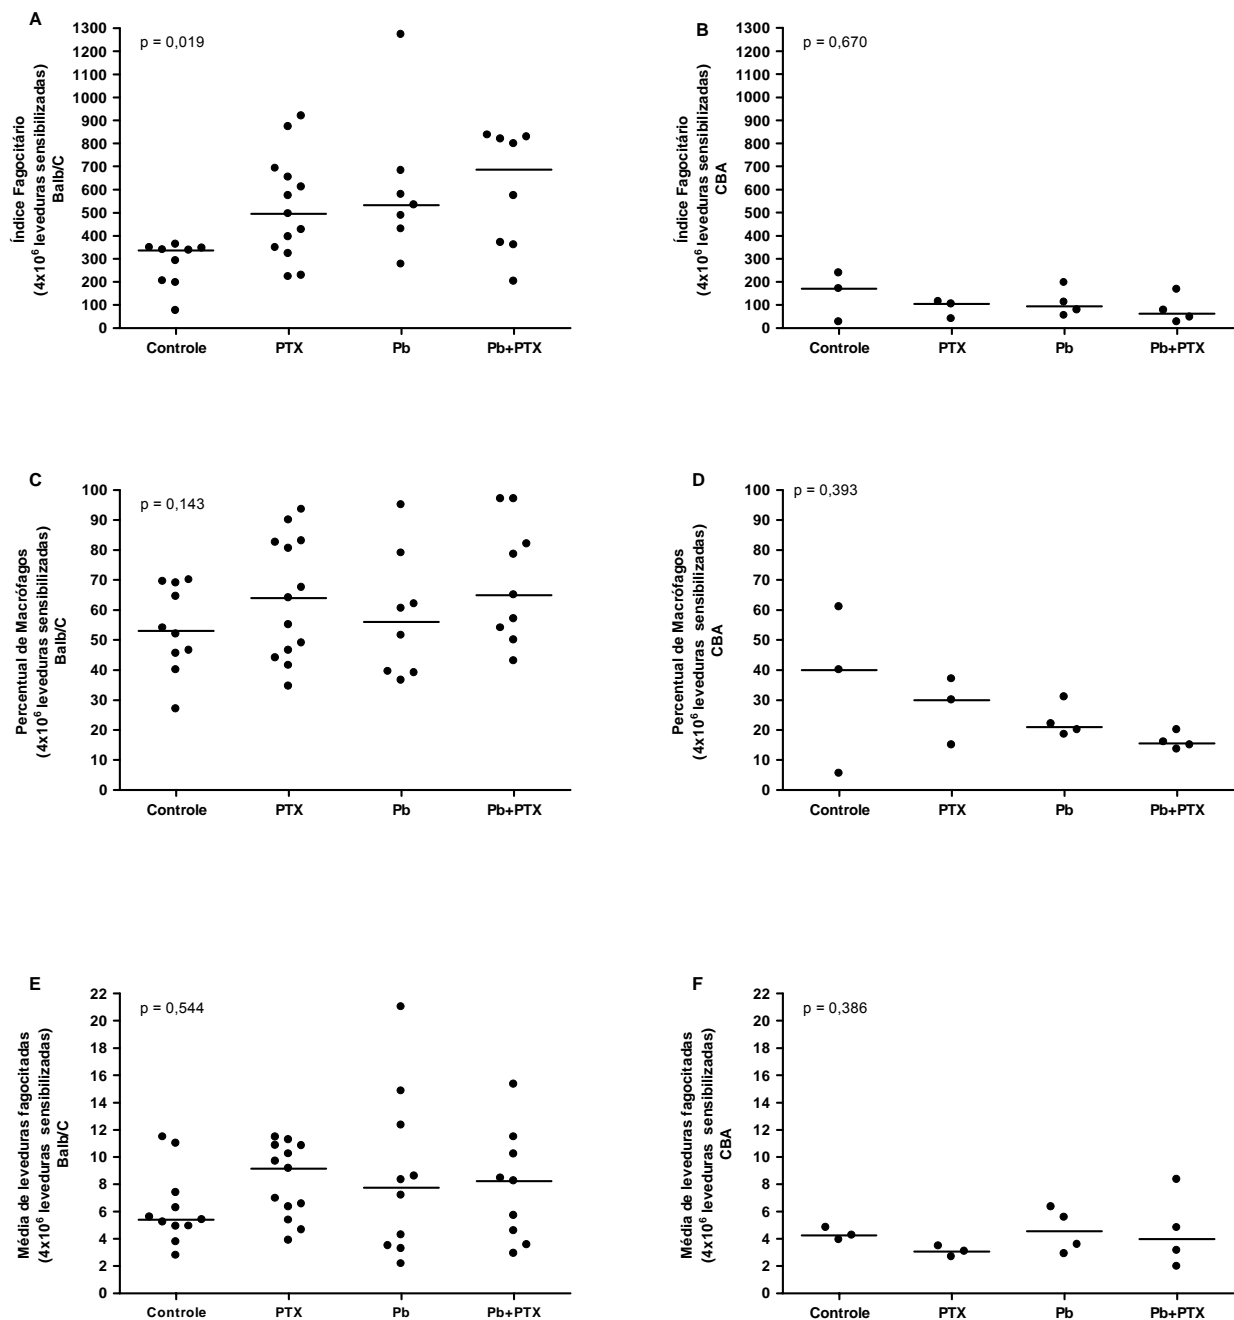 A
p = 0,019
Índice Fagocitário
(4x10⁶ leveduras sensibilizadas)
Balb/C
1300
1200
1100
1000
900
800
700
600
500
400
300
200
100
0
Controle PTX Pb Pb+PTX
B
p = 0,670
Índice Fagocitário
(4x10⁶ leveduras sensibilizadas)
CBA
1300
1200
1100
1000
900
800
700
600
500
400
300
200
100
0
Controle PTX Pb Pb+PTX
C
p = 0,143
Percentual de Macrófagos
(4x10⁶ leveduras sensibilizadas)
Balb/C
100
90
80
70
60
50
40
30
20
10
0
Controle PTX Pb Pb+PTX
D
p = 0,393
Percentual de Macrófagos
(4x10⁶ leveduras sensibilizadas)
CBA
100
90
80
70
60
50
40
30
20
10
0
Controle PTX Pb Pb+PTX
E
p = 0,544
Média de leveduras fagocitadas
(4x10⁶ leveduras sensibilizadas)
Balb/C
22
20
18
16
14
12
10
8
6
4
2
0
Controle PTX Pb Pb+PTX
F
p = 0,386
Média de leveduras fagocitadas
(4x10⁶ leveduras sensibilizadas)
CBA
22
20
18
16
14
12
10
8
6
4
2
0
Controle PTX Pb Pb+PTX